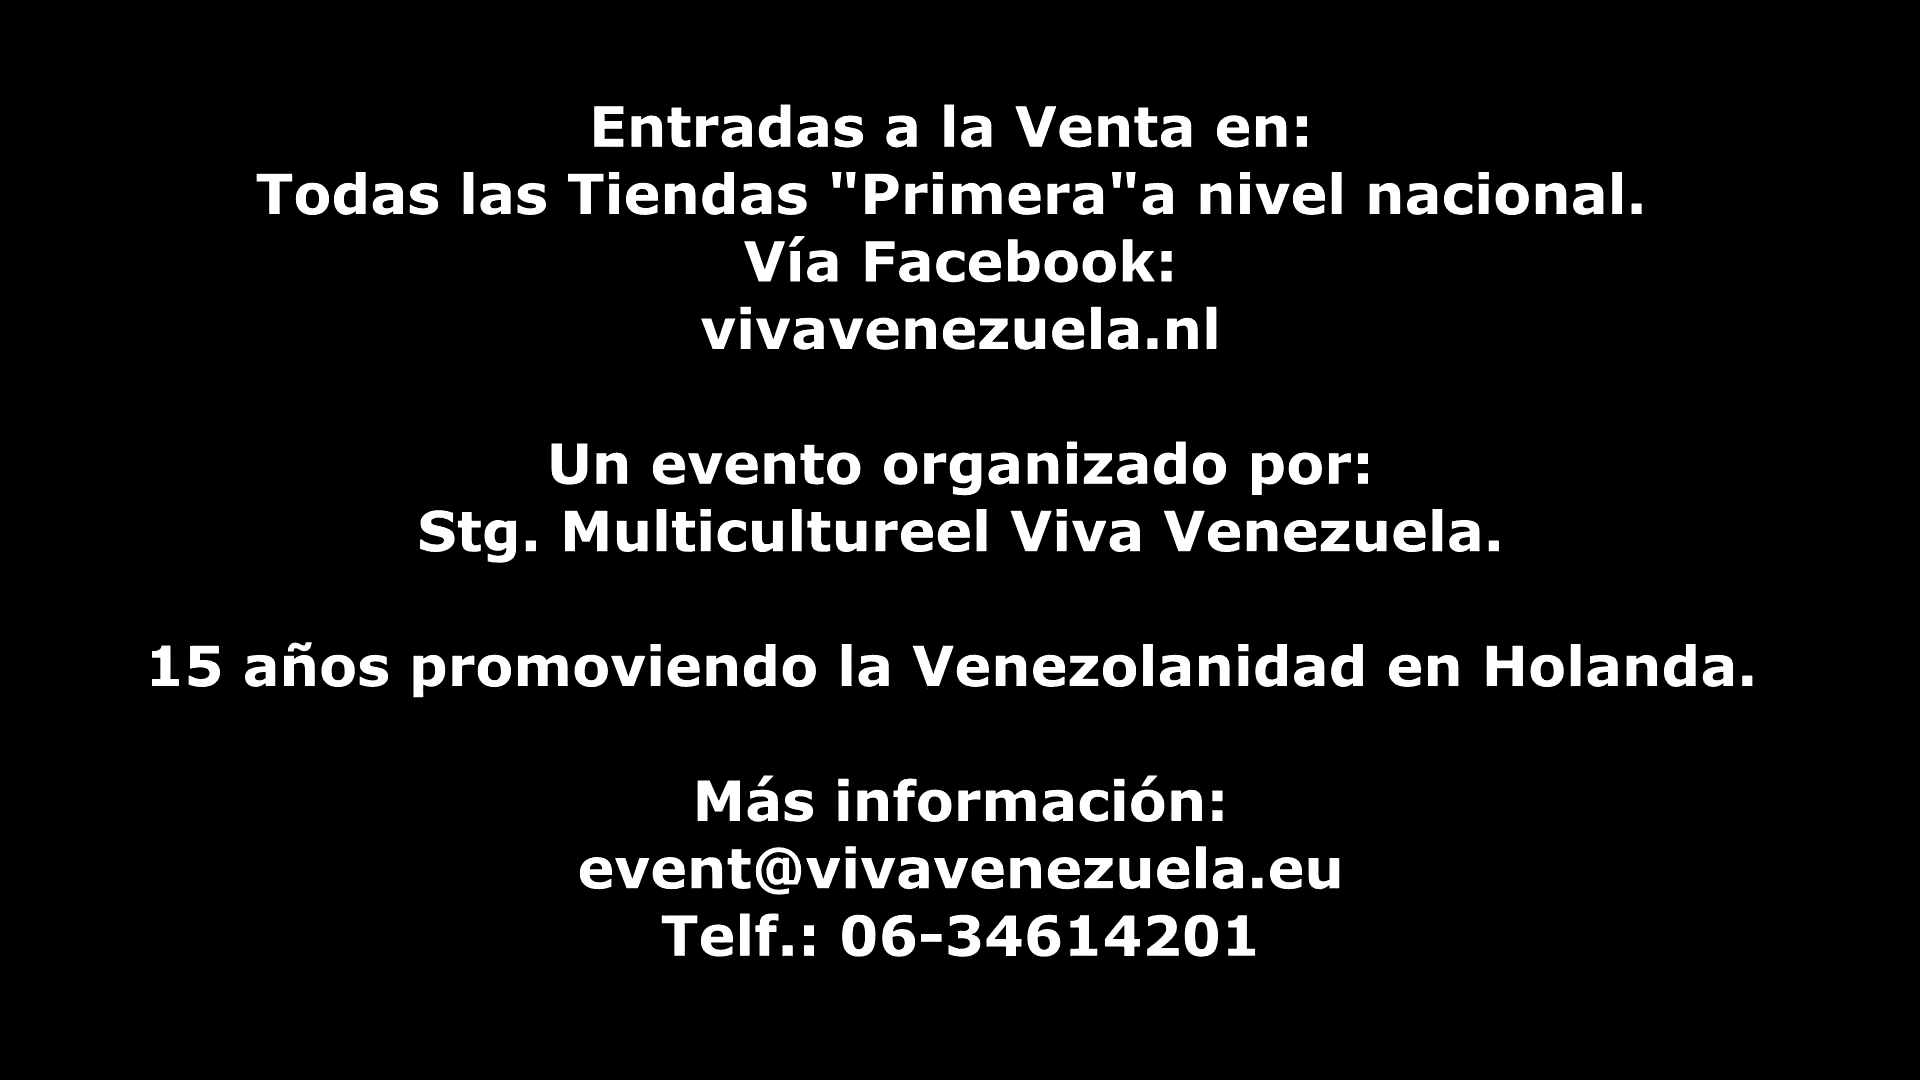 Entradas a la Venta en:
Todas las Tiendas "Primera"a nivel nacional.
Vía Facebook:
vivavenezuela.nl
Un evento organizado por:
Stg. Multicultureel Viva Venezuela.
15 años promoviendo la Venezolanidad en Holanda.
Más información:
event@vivavenezuela.eu
Telf.: 06-34614201